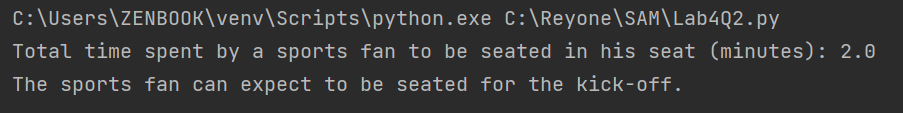 C:\Users\ZENBOOK\venv\Scripts\python.exe C:\Reyone\SAM\Lab4Q2.py
Total time spent by a sports fan to be seated in his seat (minutes): 2.0
The sports fan can expect to be seated for the kick-off.